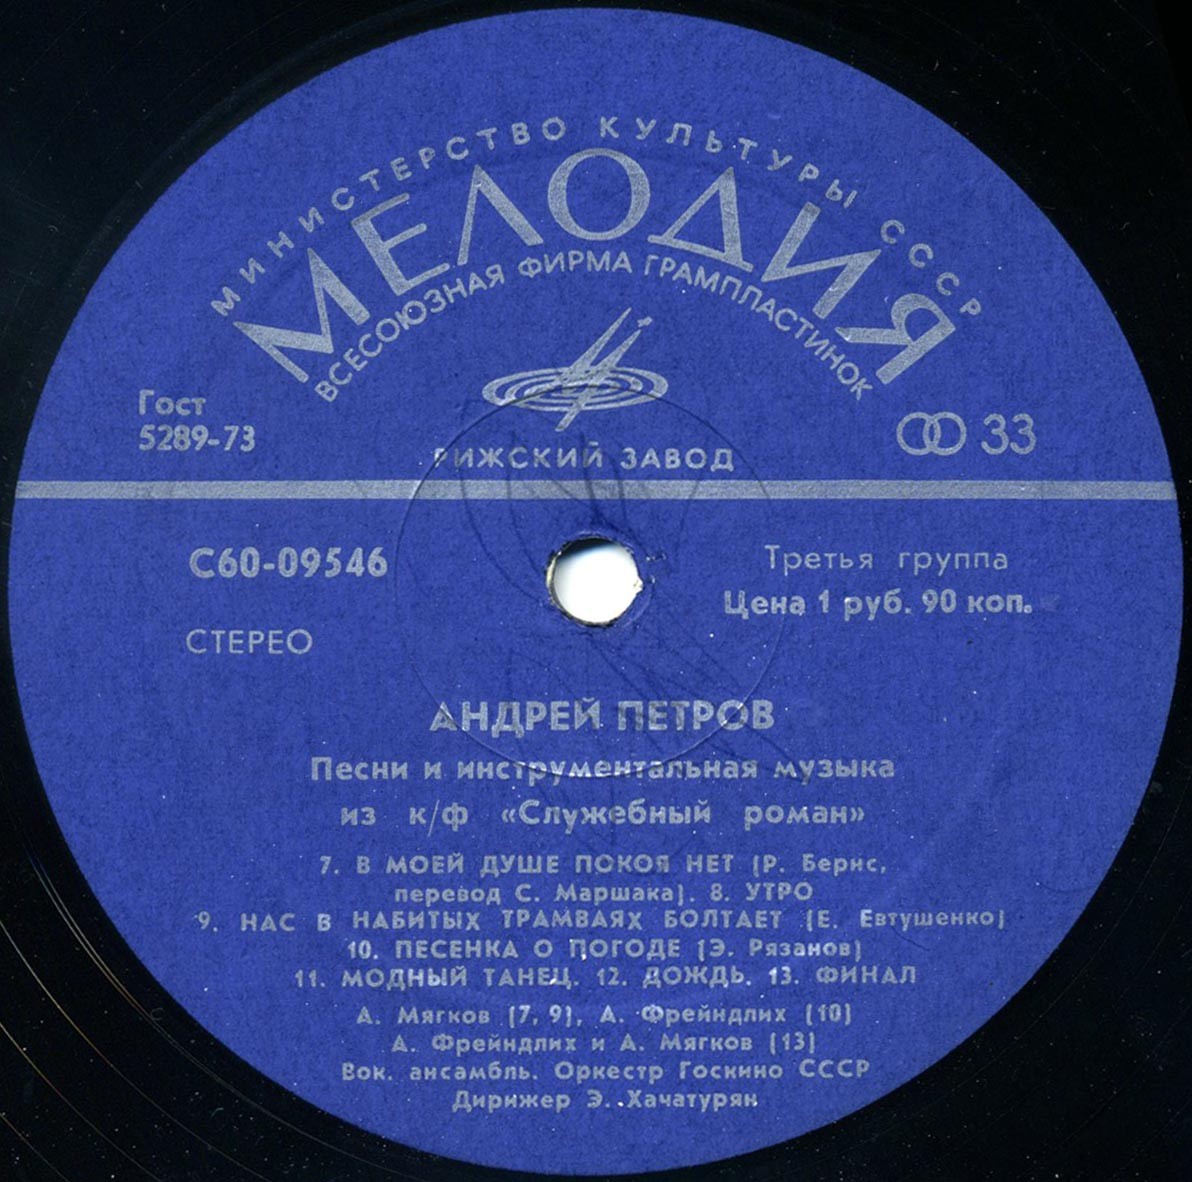 МИНИСТЕРСТВО КУЛЬТУРЫ СССР
МЕЛОДИЯ
ВСЕСОЮЗНАЯ ФИРМА ГРАМПЛАСТИНОК
Гост
5289-73
33
РИЖСКИЙ ЗАВОД
С60-09546
Третья группа
Цена 1 руб. 90 коп.
СТЕРЕО
АНДРЕЙ ПЕТРОВ
Песни и инструментальная музыка
из к/ф «Служебный роман»
7. В МОЕЙ ДУШЕ ПОКОЯ НЕТ (Р. Бернс,
перевод С. Маршака). 8. УТРО
9. НАС В НАБИТЫХ ТРАМВАЯХ БОЛТАЕТ (Е. Евтушенко)
10. ПЕСЕНКА О ПОГОДЕ (Э. Рязанов)
11. МОДНЫЙ ТАНЕЦ. 12. ДОЖДЬ. 13. ФИНАЛ
А. Мягков (7, 9), А. Фрейндлих (10)
А. Фрейндлих и А. Мягков (13)
Вок. ансамбль. Оркестр Госкино СССР
Дирижер Э. Хачатурян